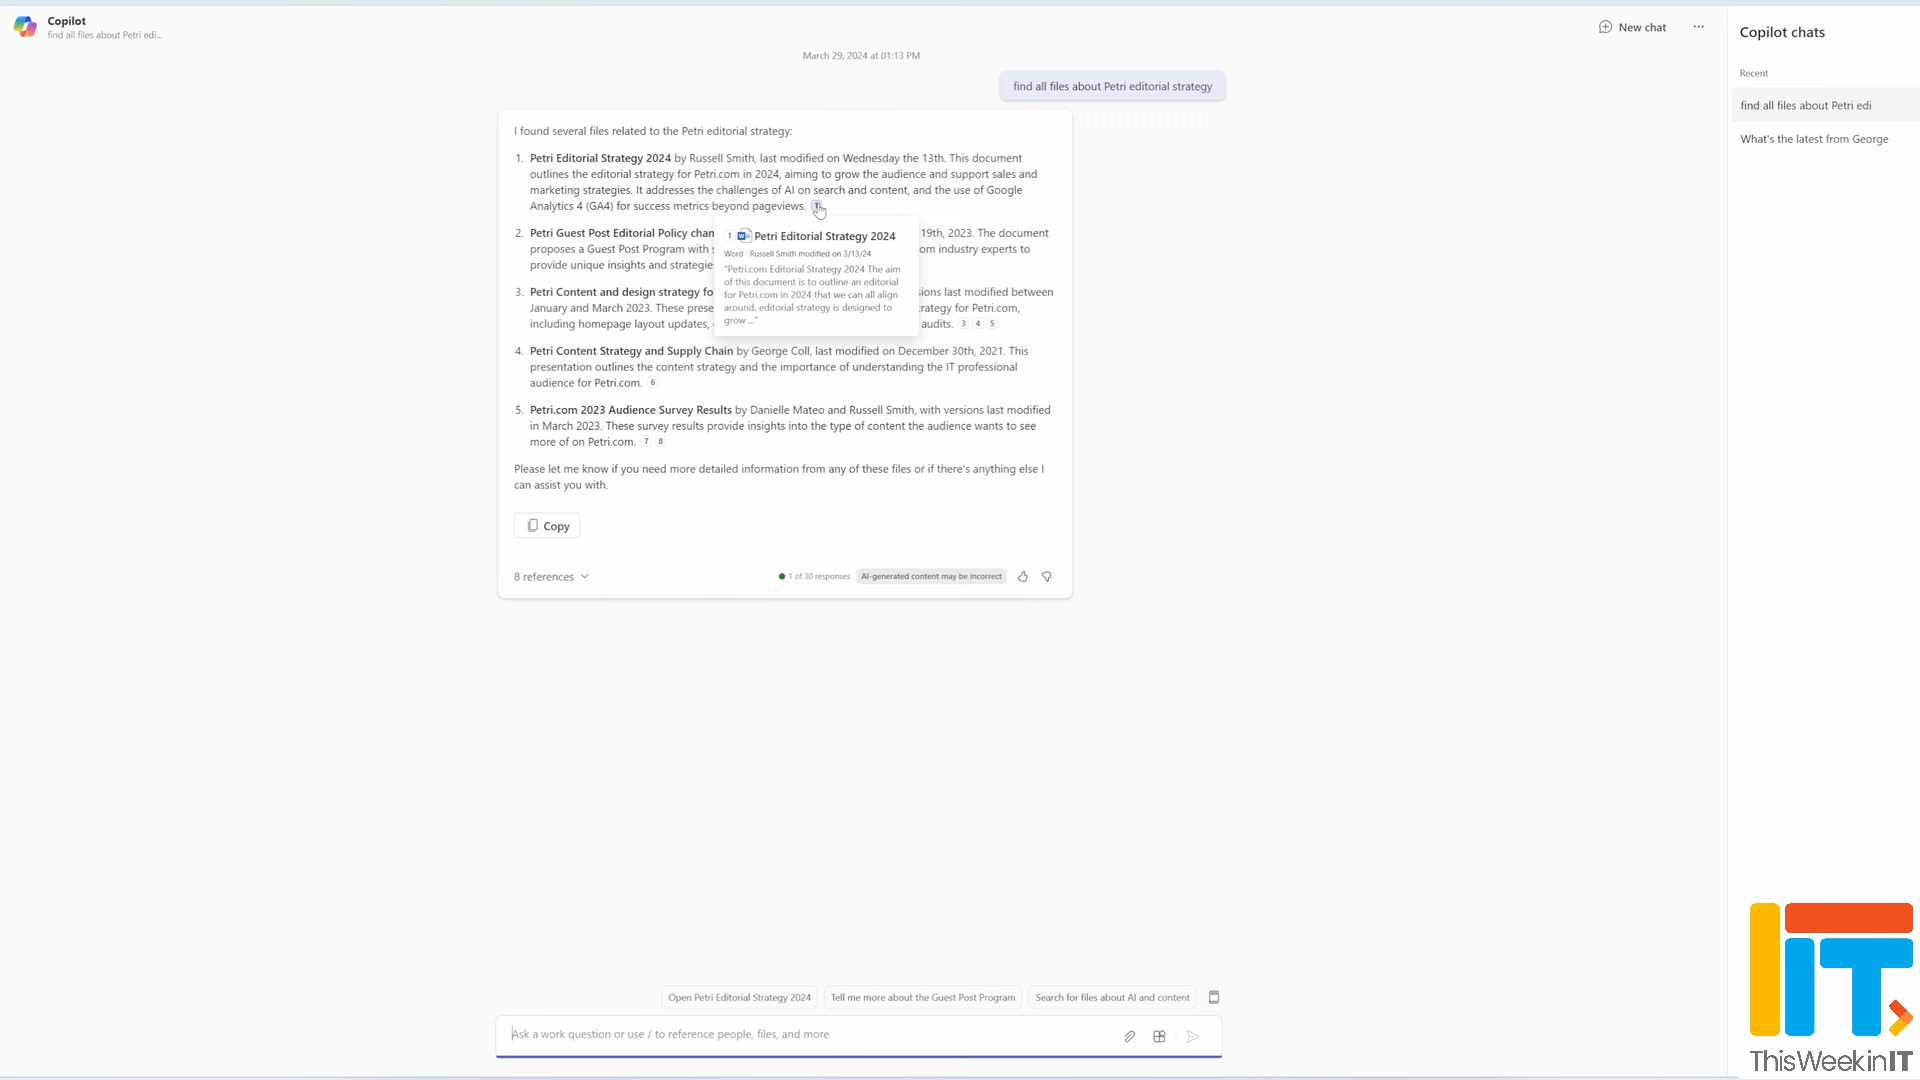 Copilot
find all files about Petri edi...
New chat
Copilot chats
March 29, 2024 at 01:13 PM
Recent
find all files about Petri editorial strategy
find all files about Petri edi
What's the latest from George
I found several files related to the Petri editorial strategy:
1. Petri Editorial Strategy 2024 by Russell Smith, last modified on Wednesday the 13th. This document
outlines the editorial strategy for Petri.com in 2024, aiming to grow the audience and support sales and
marketing strategies. It addresses the challenges of AI on search and content, and the use of Google
Analytics 4 (GA4) for success metrics beyond pageviews. 1
2. Petri Guest Post Editorial Policy chan 19th, 2023. The document
proposes a Guest Post Program with om industry experts to
provide unique insights and strategie
3. Petri Content and design strategy fo ions last modified between
January and March 2023. These prese rategy for Petri.com,
including homepage layout updates, audits. 3 4 5
1 Petri Editorial Strategy 2024
Word Russell Smith modified on 3/13/24
"Petri.com Editorial Strategy 2024 The aim
of this document is to outline an editorial
for Petri.com in 2024 that we can all align
around. editorial strategy is designed to
grow ..."
4. Petri Content Strategy and Supply Chain by George Coll, last modified on December 30th, 2021. This
presentation outlines the content strategy and the importance of understanding the IT professional
audience for Petri.com. 6
5. Petri.com 2023 Audience Survey Results by Danielle Mateo and Russell Smith, with versions last modified
in March 2023. These survey results provide insights into the type of content the audience wants to see
more of on Petri.com. 7 8
Please let me know if you need more detailed information from any of these files or if there's anything else I
can assist you with.
Copy
8 references
1 of 30 responses
AI-generated content may be incorrect
Open Petri Editorial Strategy 2024
Tell me more about the Guest Post Program
Search for files about AI and content
Ask a work question or use / to reference people, files, and more
IT
ThisWeekinIT